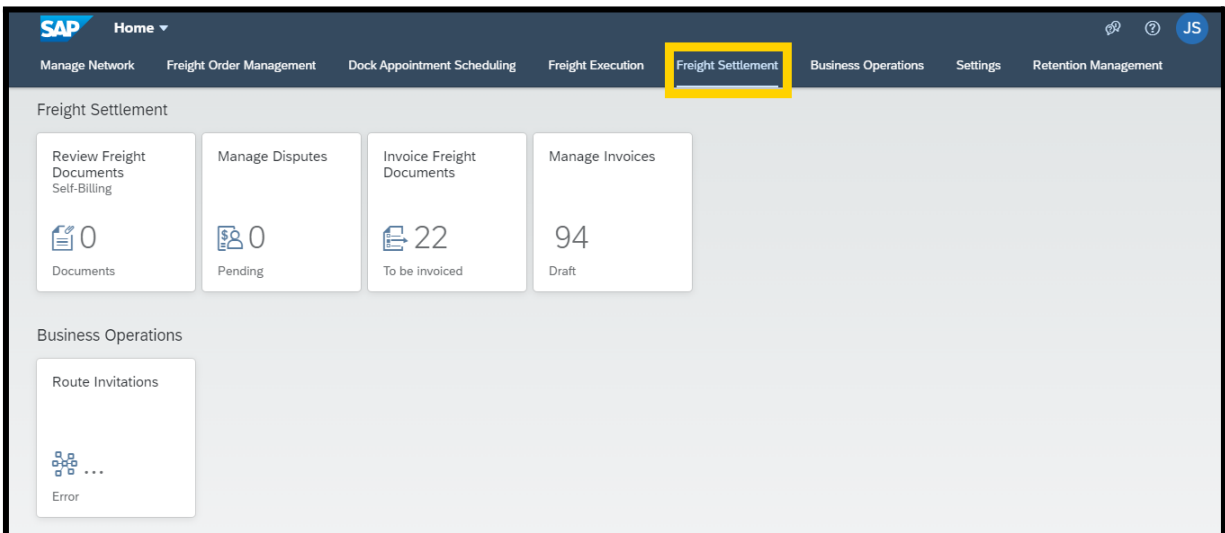 SAP Home JS
Manage Network Freight Order Management Dock Appointment Scheduling Freight Execution Freight Settlement Business Operations Settings Retention Management
Freight Settlement
Review Freight
Documents
Self-Billing
0
Documents
Manage Disputes
0
Pending
Invoice Freight
Documents
22
To be invoiced
Manage Invoices
94
Draft
Business Operations
Route Invitations
...
Error